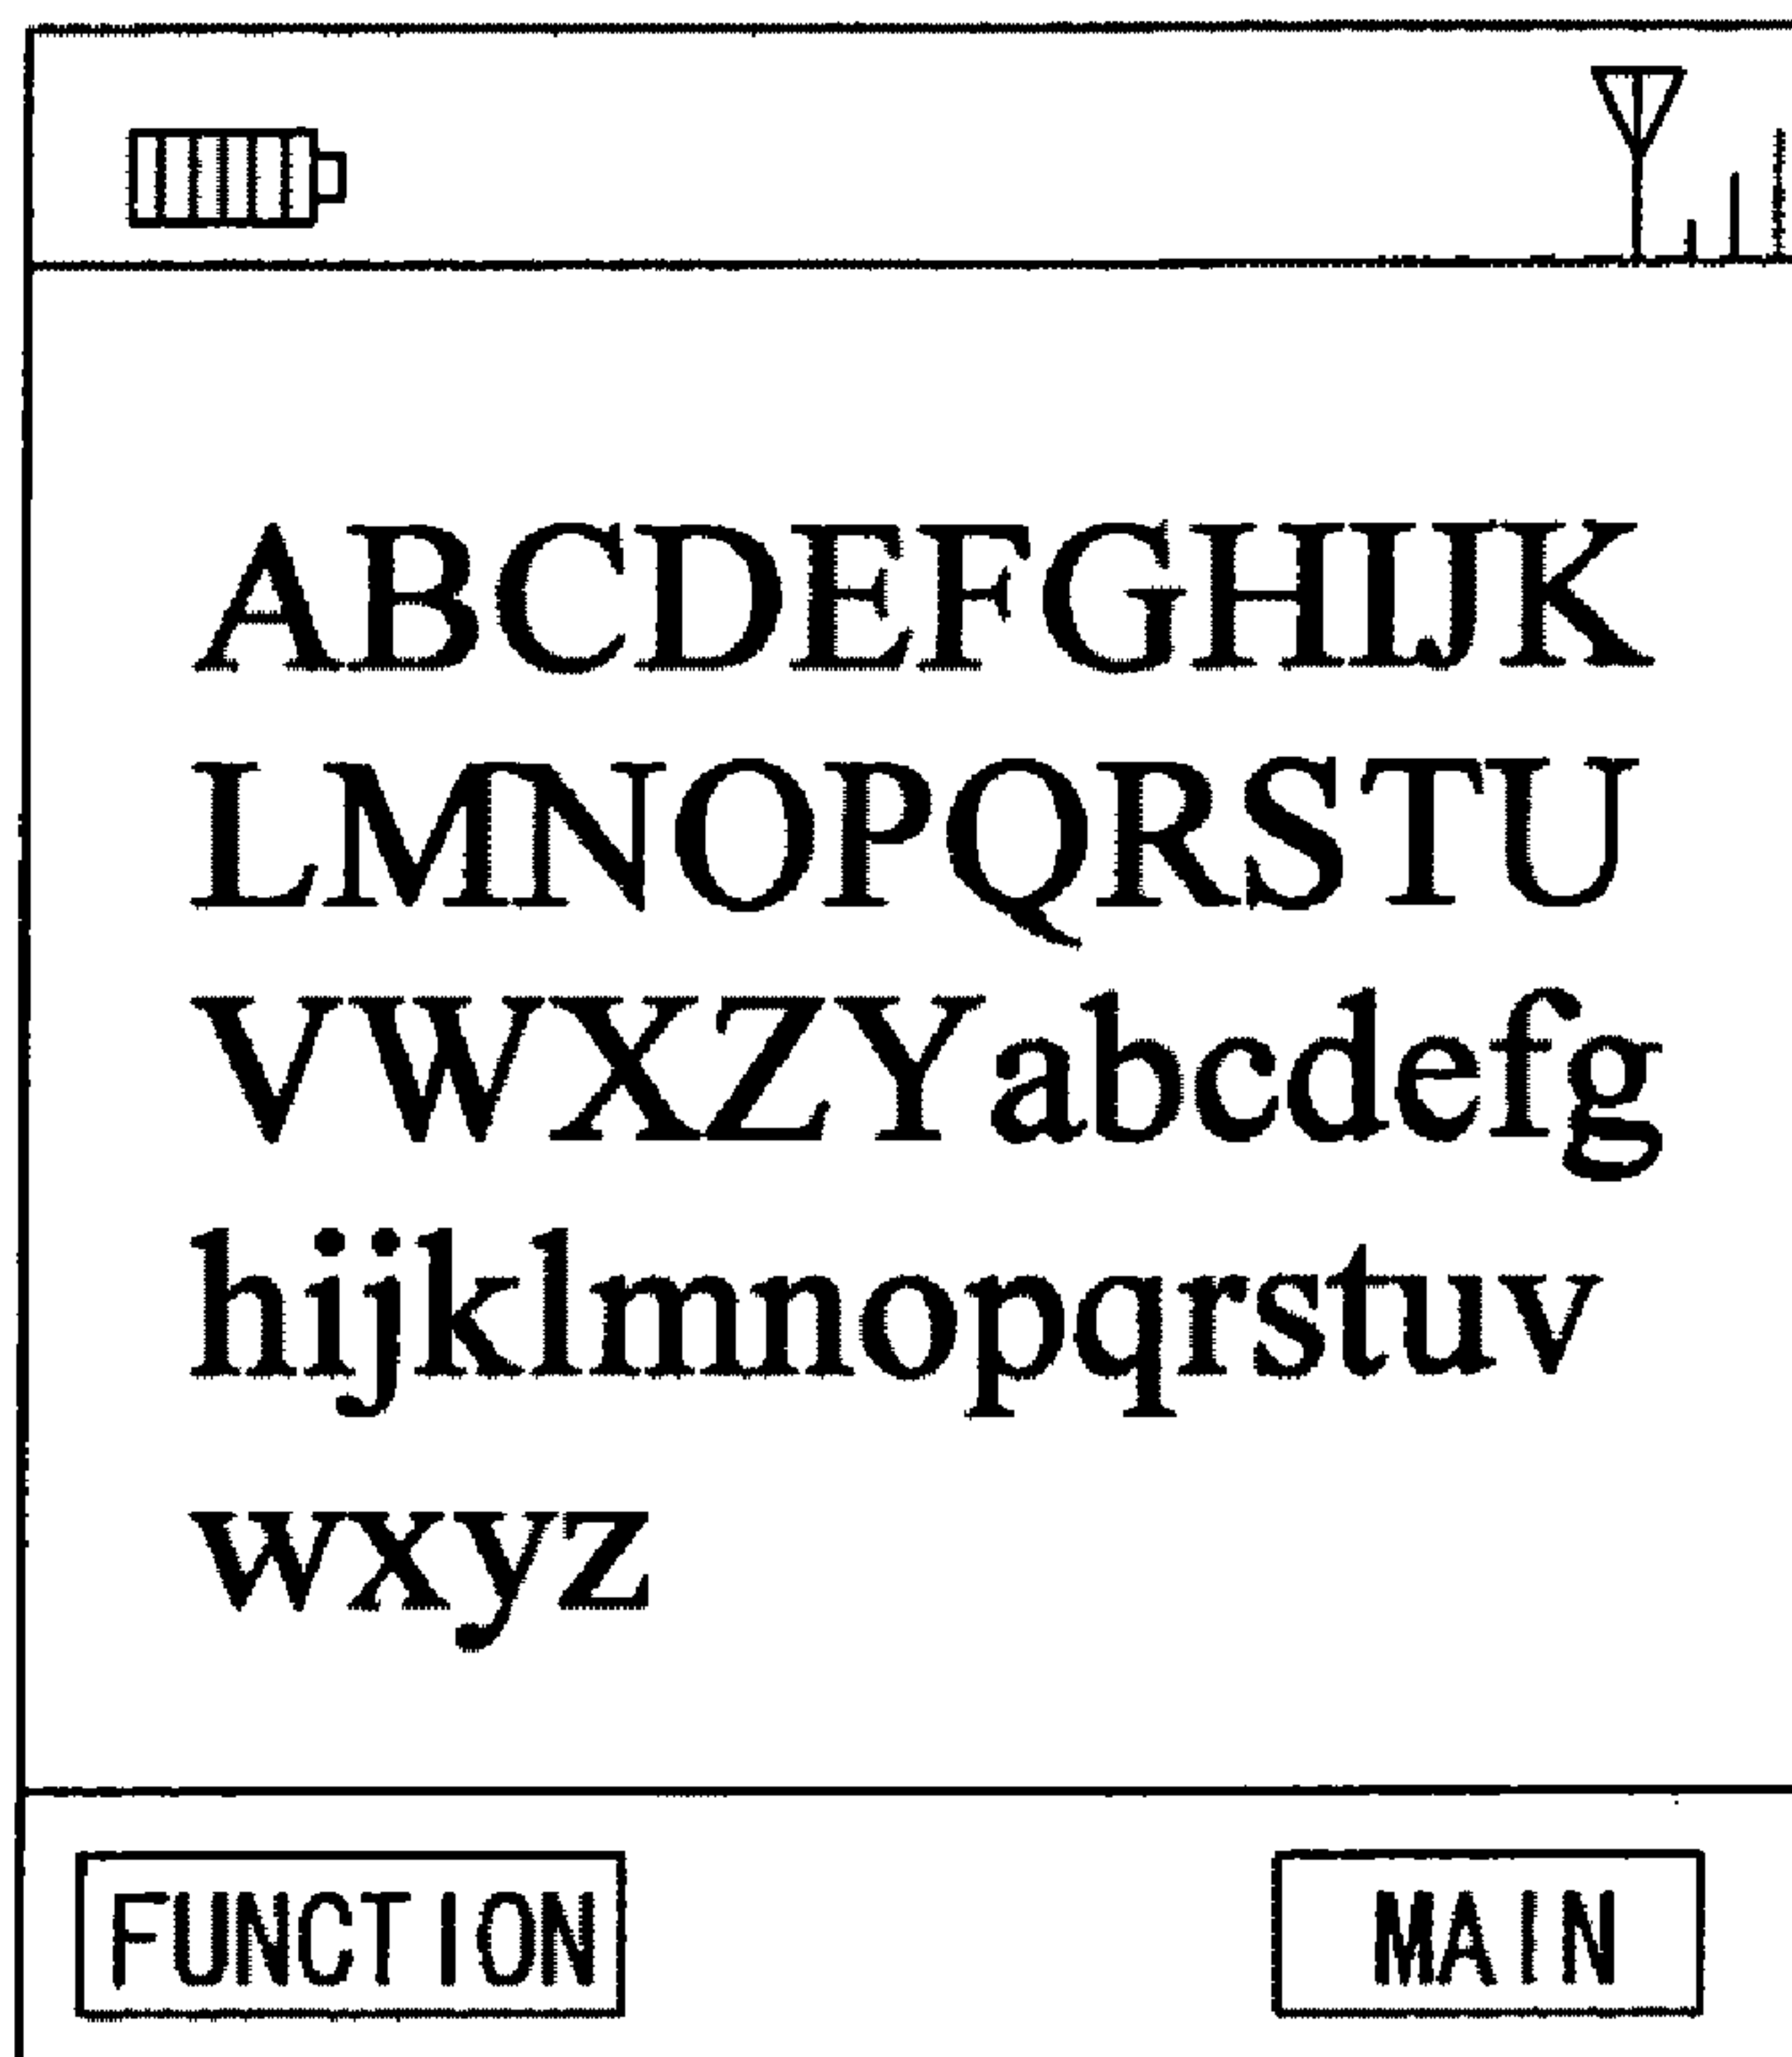 ABCDEFGHIJK
LMNOPQRSTU
VWXZYabcdefg
hijklmnopqrstuv
wxyz
FUNCTION MAIN